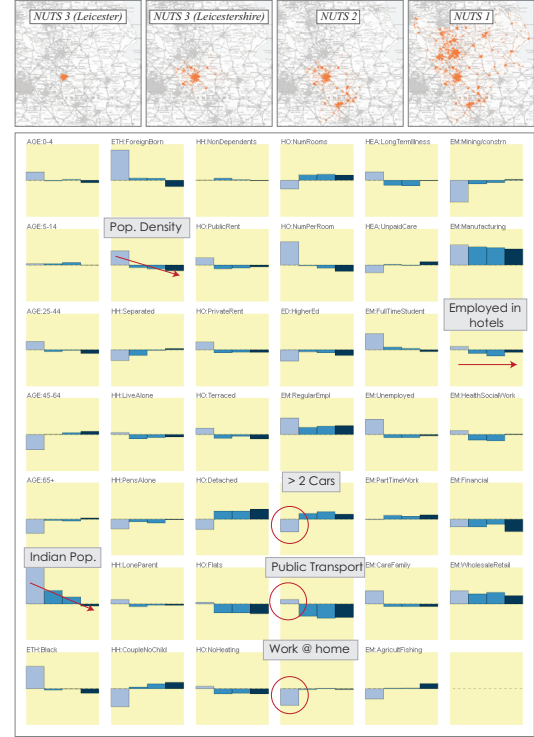 NUTS 3 (Leicester) NUTS 3 (Leicestershire) NUTS 2 NUTS 1
AGE:0-4 ETH:ForeignBorn HH:NonDependents HO:NumRooms HEA:LongTermIllness EM:Mining/constrn
AGE:5-14 Pop. Density HO:PublicRent HO:NumPerRoom HEA:UnpaidCare EM:Manufacturing
AGE:25-44 HH:Separated HO:PrivateRent ED:HigherEd EM:FullTimeStudent Employed in
hotels
AGE:45-64 HH:LiveAlone HO:Terraced EM:RegularEmpl EM:Unemployed EM:HealthSocialWork
AGE:65+ HH:PensAlone HO:Detached > 2 Cars EM:PartTimeWork EM:Financial
Indian Pop. HH:LoneParent HO:Flats Public Transport EM:CareFamily EM:WholesaleRetail
ETH:Black HH:CoupleNoChild HO:NoHeating Work @ home EM:AgricultFishing